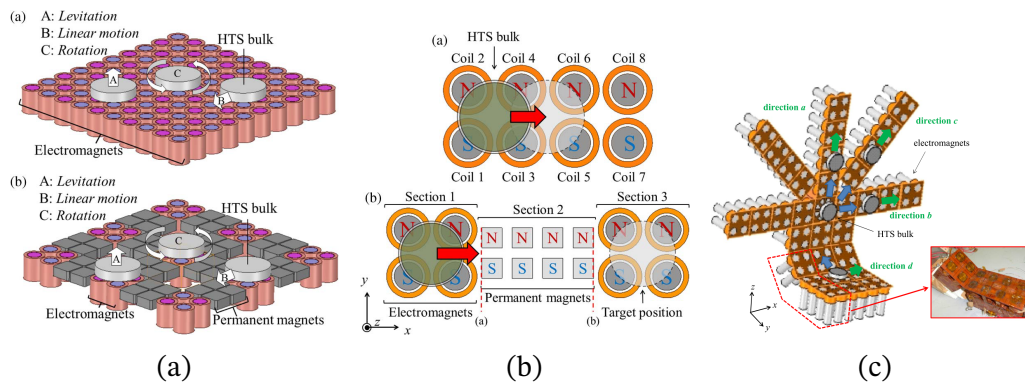 (a)
A: Levitation
B: Linear motion
C: Rotation
HTS bulk
A
C
B
Electromagnets
(b)
A: Levitation
B: Linear motion
C: Rotation
HTS bulk
A
C
B
Electromagnets
Permanent magnets
(a)
(a)
HTS bulk
Coil 2 Coil 4 Coil 6 Coil 8
N N N N
S S S S
Coil 1 Coil 3 Coil 5 Coil 7
(b)
Section 1
Section 2
Section 3
N N N N N N N N
S S S S S S S S
Electromagnets
Permanent magnets
Target position
(a)
(b)
y
z
x
(b)
direction a
direction c
electromagnets
direction b
HTS bulk
direction d
z
x
y
(c)